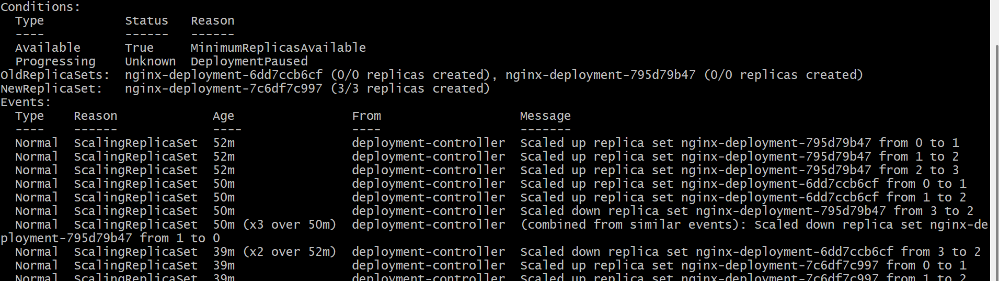 Conditions:
  Type           Status   Reason
  ----           ------   ------
  Available      True     MinimumReplicasAvailable
  Progressing    Unknown  DeploymentPaused
OldReplicaSets:  nginx-deployment-6dd7ccb6cf (0/0 replicas created), nginx-deployment-795d79b47 (0/0 replicas created)
NewReplicaSet:   nginx-deployment-7c6df7c997 (3/3 replicas created)
Events:
  Type    Reason             Age                From                   Message
  ----    ------             ----               ----                   -------
  Normal  ScalingReplicaSet  52m                deployment-controller  Scaled up replica set nginx-deployment-795d79b47 from 0 to 1
  Normal  ScalingReplicaSet  52m                deployment-controller  Scaled up replica set nginx-deployment-795d79b47 from 1 to 2
  Normal  ScalingReplicaSet  52m                deployment-controller  Scaled up replica set nginx-deployment-795d79b47 from 2 to 3
  Normal  ScalingReplicaSet  50m                deployment-controller  Scaled up replica set nginx-deployment-6dd7ccb6cf from 0 to 1
  Normal  ScalingReplicaSet  50m                deployment-controller  Scaled up replica set nginx-deployment-6dd7ccb6cf from 1 to 2
  Normal  ScalingReplicaSet  50m                deployment-controller  Scaled down replica set nginx-deployment-795d79b47 from 3 to 2
  Normal  ScalingReplicaSet  50m (x3 over 50m)  deployment-controller  (combined from similar events): Scaled down replica set nginx-de
ployment-795d79b47 from 1 to 0
  Normal  ScalingReplicaSet  39m (x2 over 52m)  deployment-controller  Scaled down replica set nginx-deployment-6dd7ccb6cf from 3 to 2
  Normal  ScalingReplicaSet  39m                deployment-controller  Scaled up replica set nginx-deployment-7c6df7c997 from 0 to 1
  Normal  ScalingReplicaSet  39m                deployment-controller  Scaled up replica set nginx-deployment-7c6df7c997 from 1 to 2